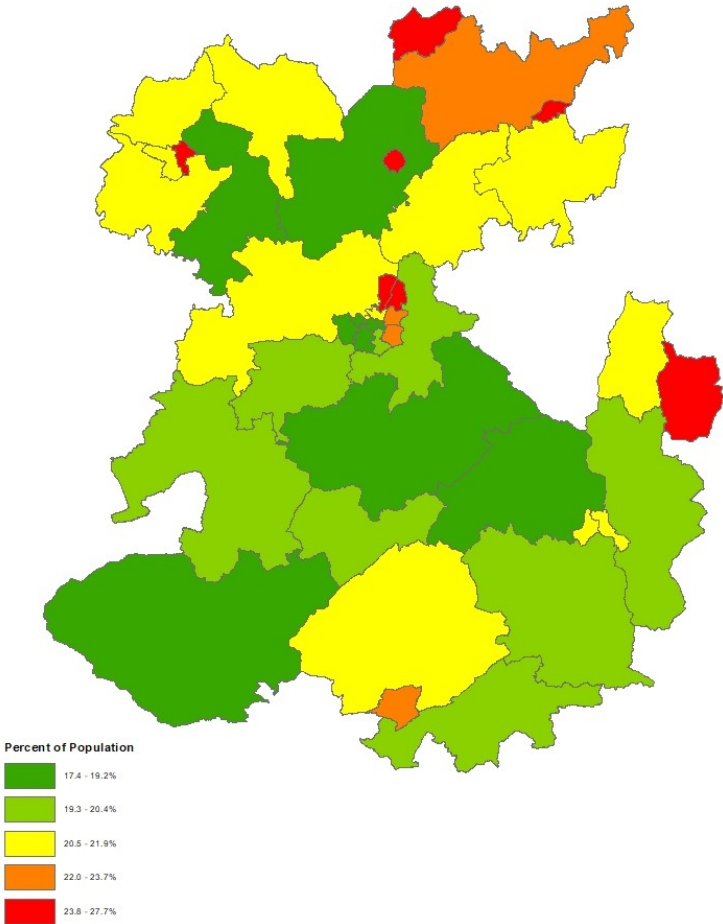 Percent of Population
17.4 - 19.2%
19.3 - 20.4%
20.5 - 21.9%
22.0 - 23.7%
23.8 - 27.7%